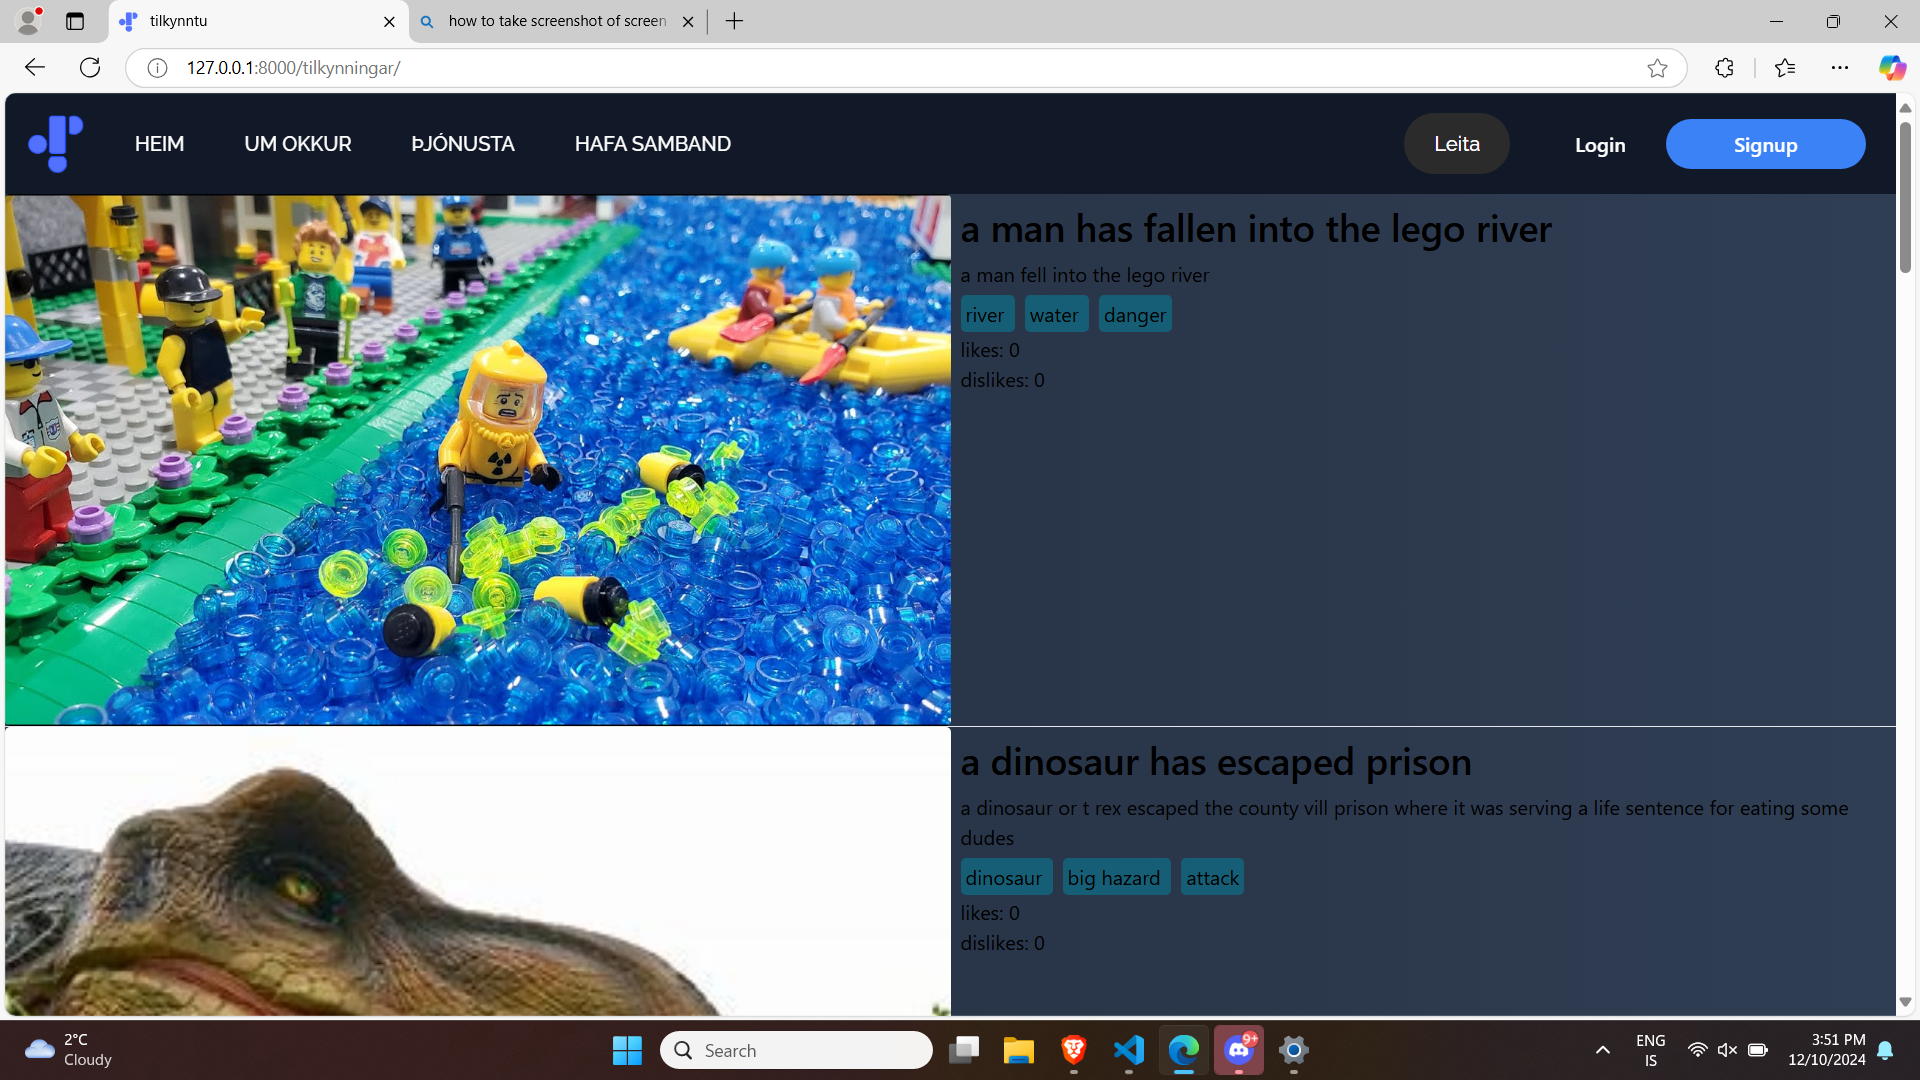 tilkynntu
how to take screenshot of screen
127.0.0.1:8000/tilkynningar/
HEIM
UM OKKUR
ÞJÓNUSTA
HAFA SAMBAND
Leita
Login
Signup
a man has fallen into the lego river
a man fell into the lego river
river water danger
likes: 0
dislikes: 0
a dinosaur has escaped prison
a dinosaur or t rex escaped the county vill prison where it was serving a life sentence for eating some
dudes
dinosaur big hazard attack
likes: 0
dislikes: 0
2°C
Cloudy
Search
9+
ENG
IS
3:51 PM
12/10/2024